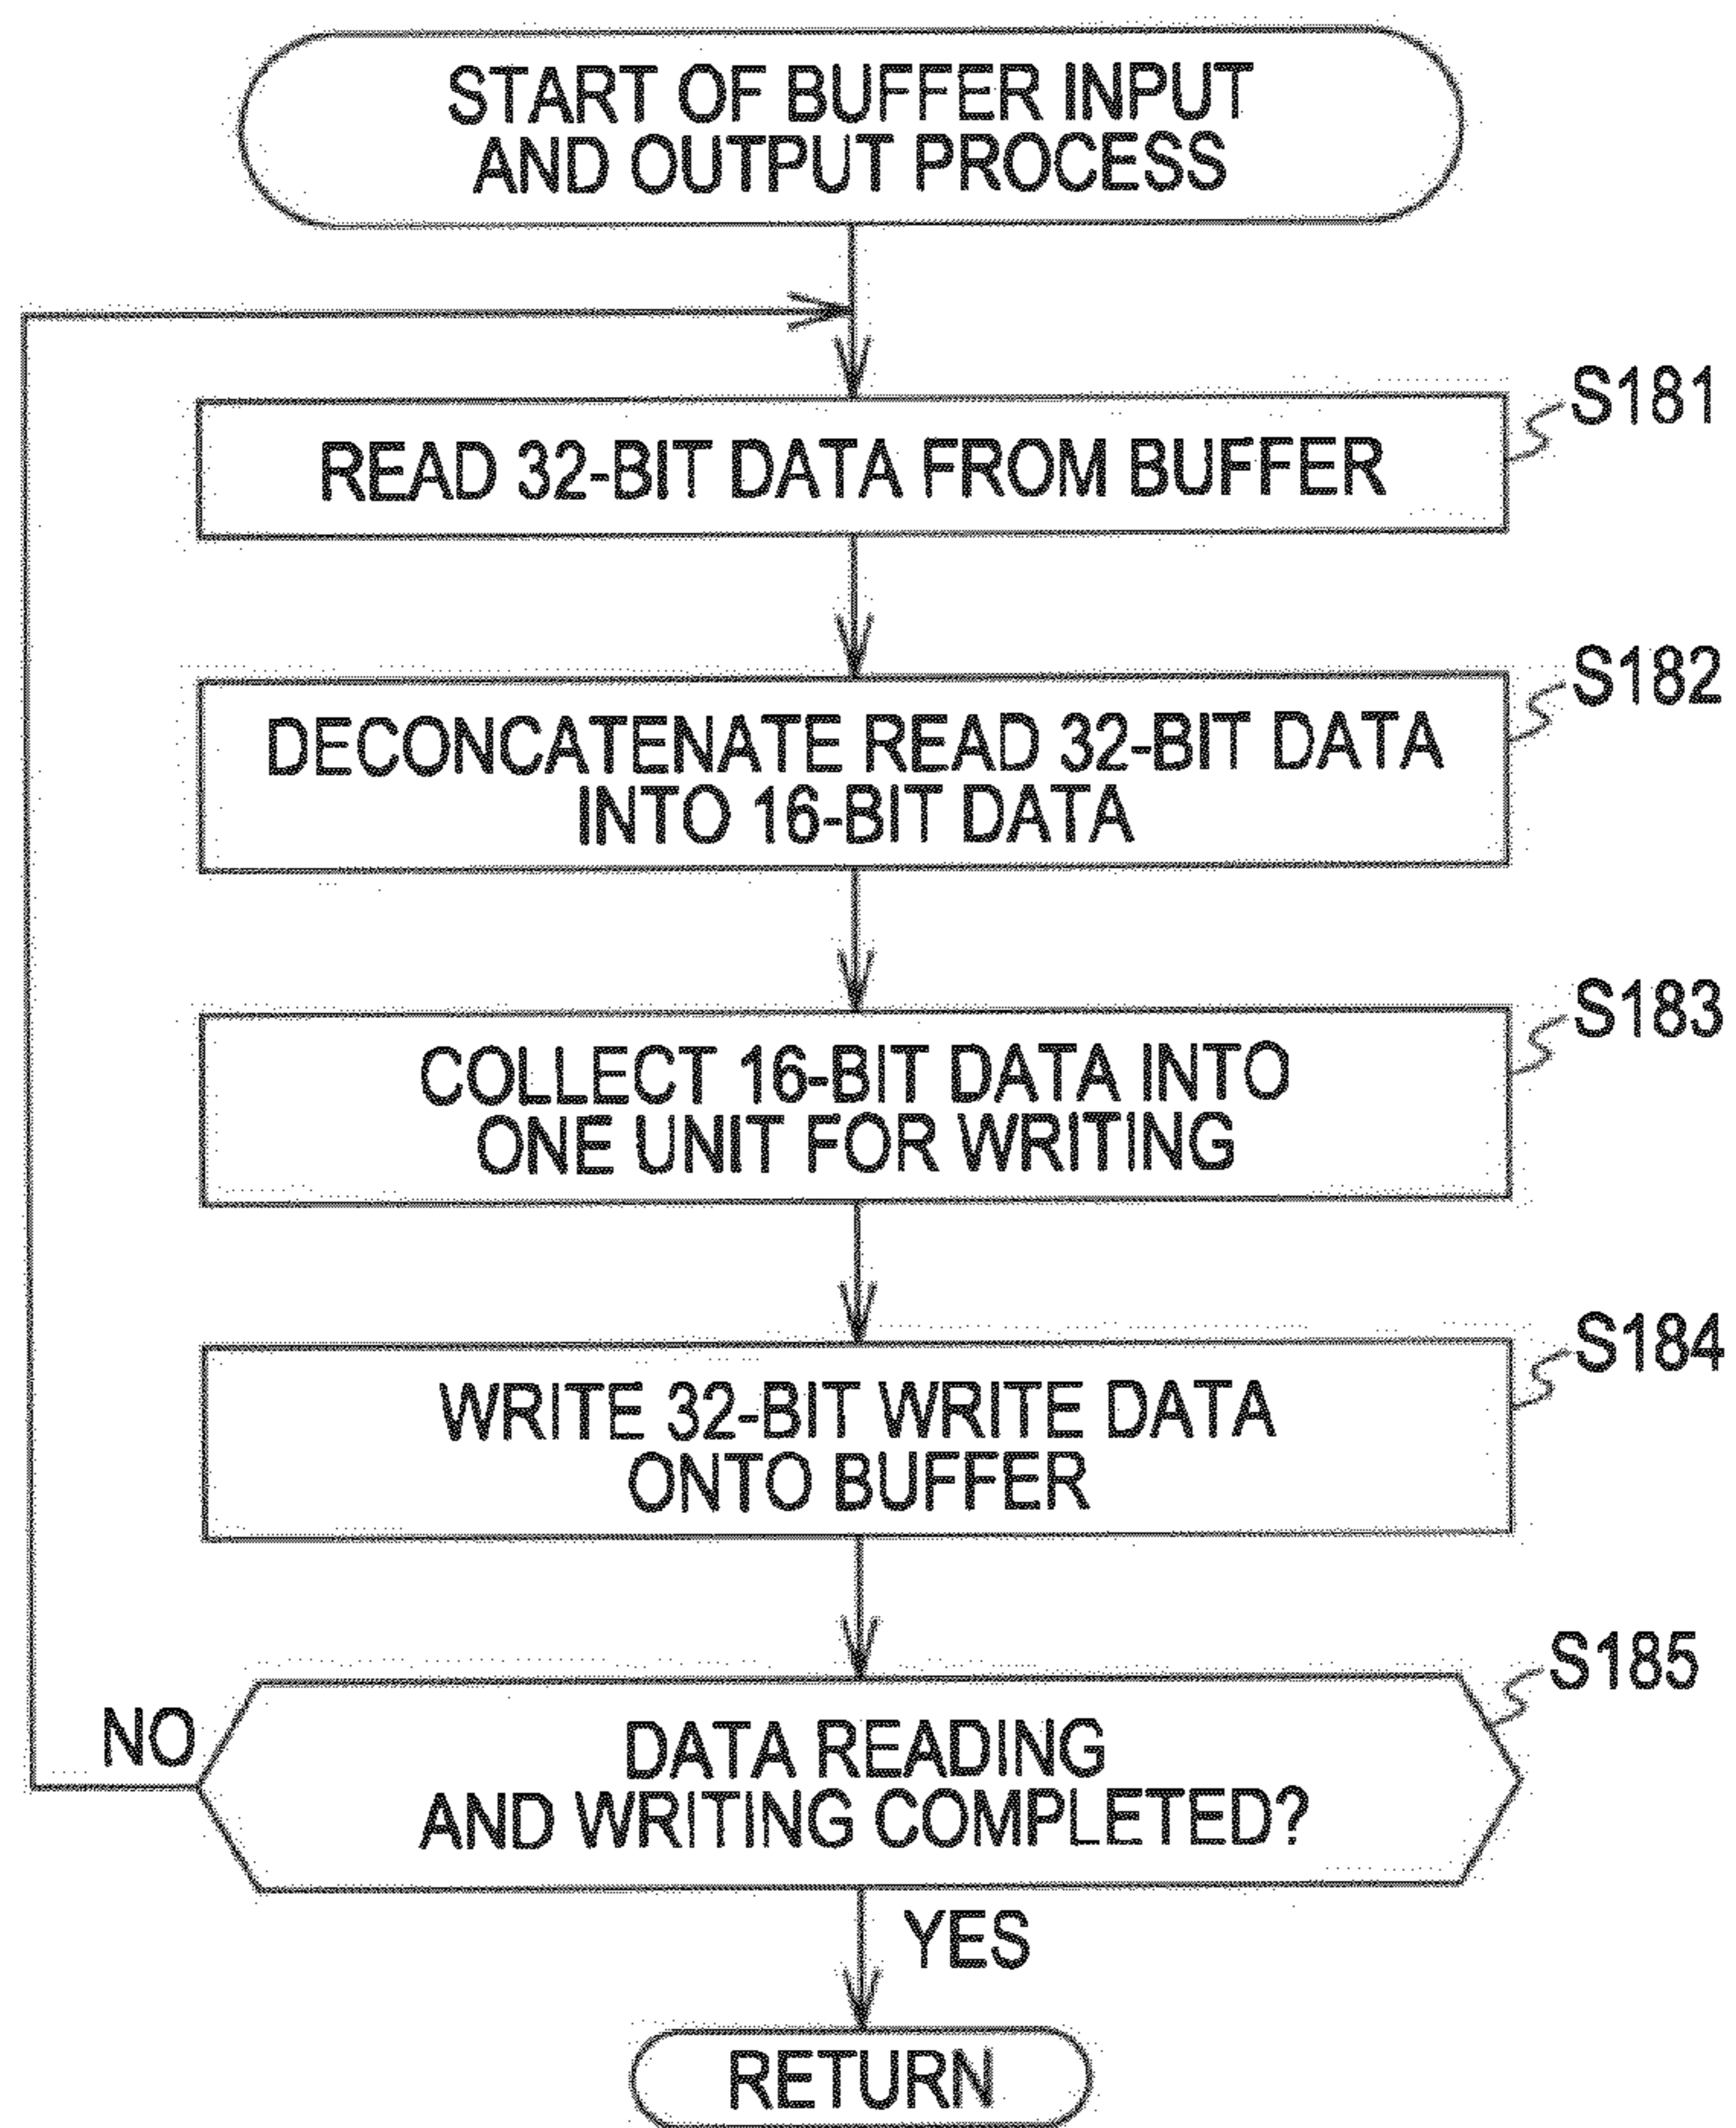 START OF BUFFER INPUT
AND OUTPUT PROCESS
S181
READ 32-BIT DATA FROM BUFFER
S182
DECONCATENATE READ 32-BIT DATA
INTO 16-BIT DATA
S183
COLLECT 16-BIT DATA INTO
ONE UNIT FOR WRITING
S184
WRITE 32-BIT WRITE DATA
ONTO BUFFER
S185
NO
DATA READING
AND WRITING COMPLETED?
YES
RETURN